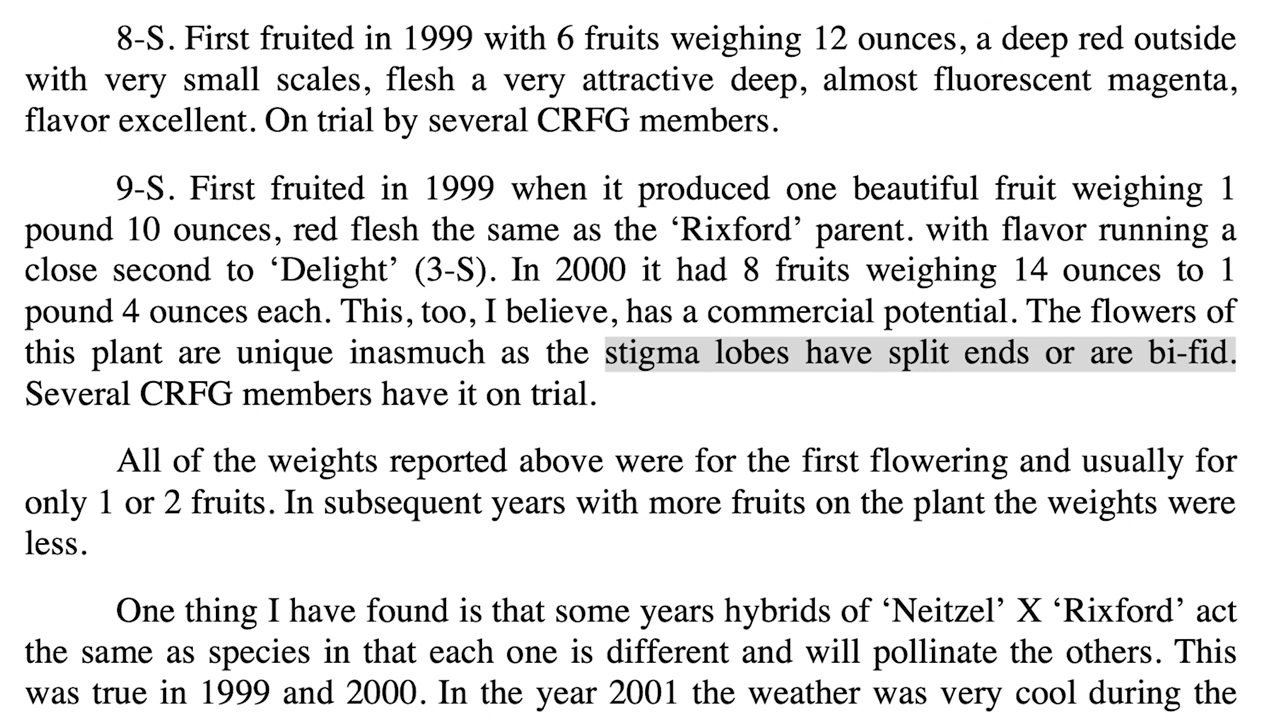 8-S. First fruited in 1999 with 6 fruits weighing 12 ounces, a deep red outside
with very small scales, flesh a very attractive deep, almost fluorescent magenta,
flavor excellent. On trial by several CRFG members.
9-S. First fruited in 1999 when it produced one beautiful fruit weighing 1
pound 10 ounces, red flesh the same as the ‘Rixford’ parent. with flavor running a
close second to ‘Delight’ (3-S). In 2000 it had 8 fruits weighing 14 ounces to 1
pound 4 ounces each. This, too, I believe, has a commercial potential. The flowers of
this plant are unique inasmuch as the stigma lobes have split ends or are bi-fid.
Several CRFG members have it on trial.
All of the weights reported above were for the first flowering and usually for
only 1 or 2 fruits. In subsequent years with more fruits on the plant the weights were
less.
One thing I have found is that some years hybrids of ‘Neitzel’ X ‘Rixford’ act
the same as species in that each one is different and will pollinate the others. This
was true in 1999 and 2000. In the year 2001 the weather was very cool during the